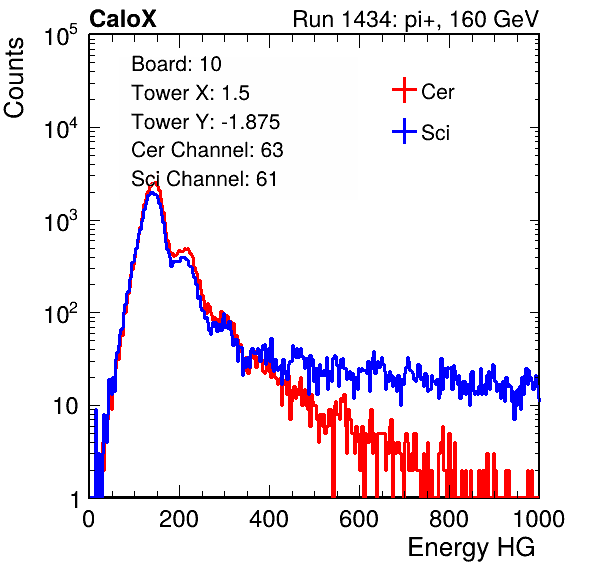 CaloX Run 1434: pi+, 160 GeV
Counts
10^5
10^4
10^3
10^2
10
1
Board: 10
Tower X: 1.5
Tower Y: -1.875
Cer Channel: 63
Sci Channel: 61
Cer
Sci
0 200 400 600 800 1000
Energy HG